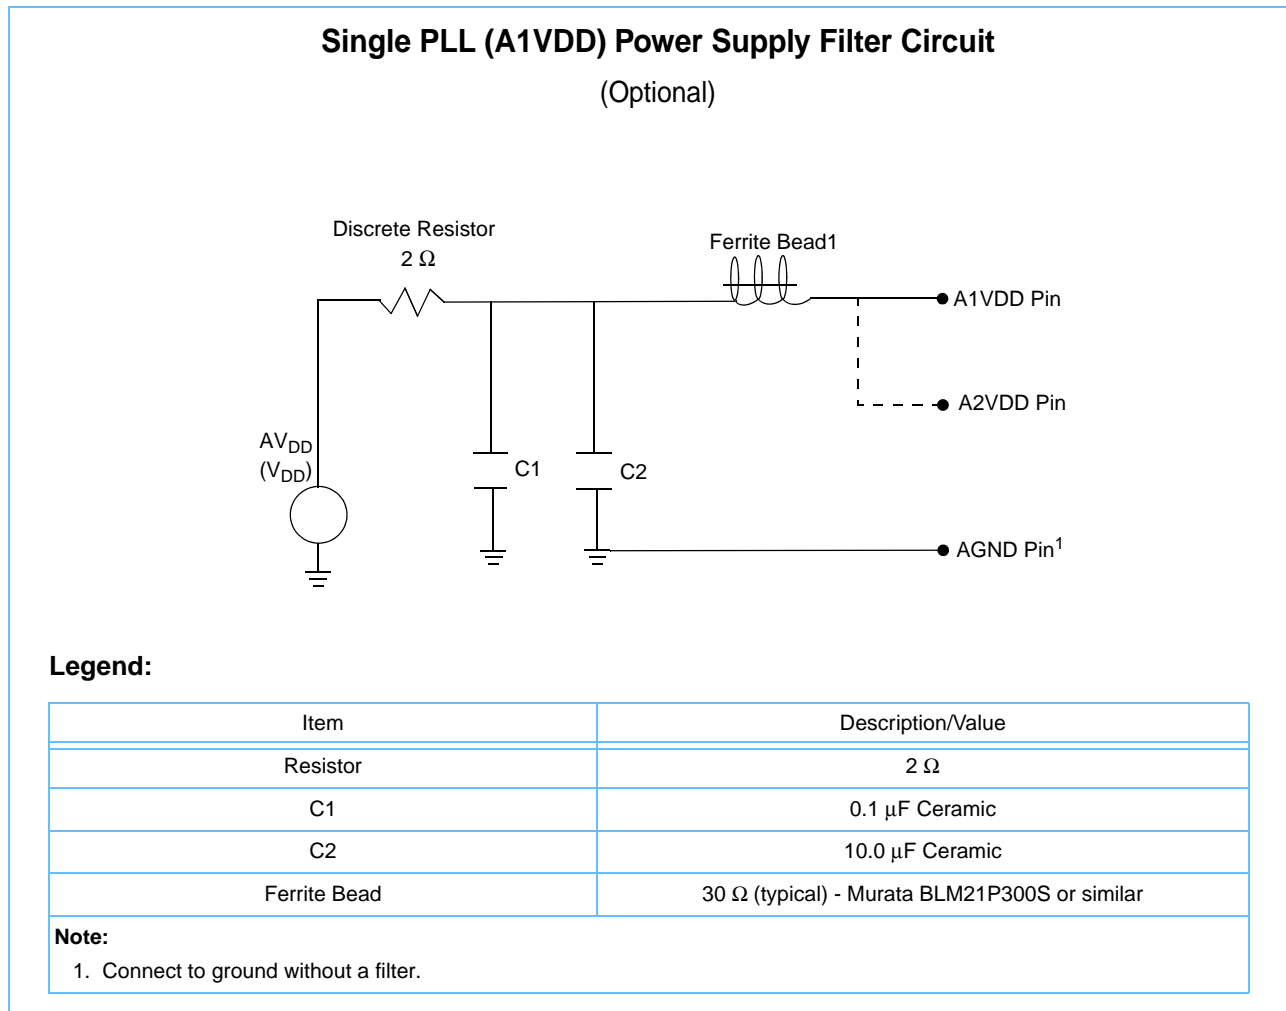 Single PLL (A1VDD) Power Supply Filter Circuit
(Optional)
Discrete Resistor
2 Ω
Ferrite Bead1
A1VDD Pin
A2VDD Pin
AVDD
(VDD)
C1
C2
AGND Pin1
Legend:
Item Description/Value
Resistor 2 Ω
C1 0.1 μF Ceramic
C2 10.0 μF Ceramic
Ferrite Bead 30 Ω (typical) - Murata BLM21P300S or similar
Note:
1. Connect to ground without a filter.